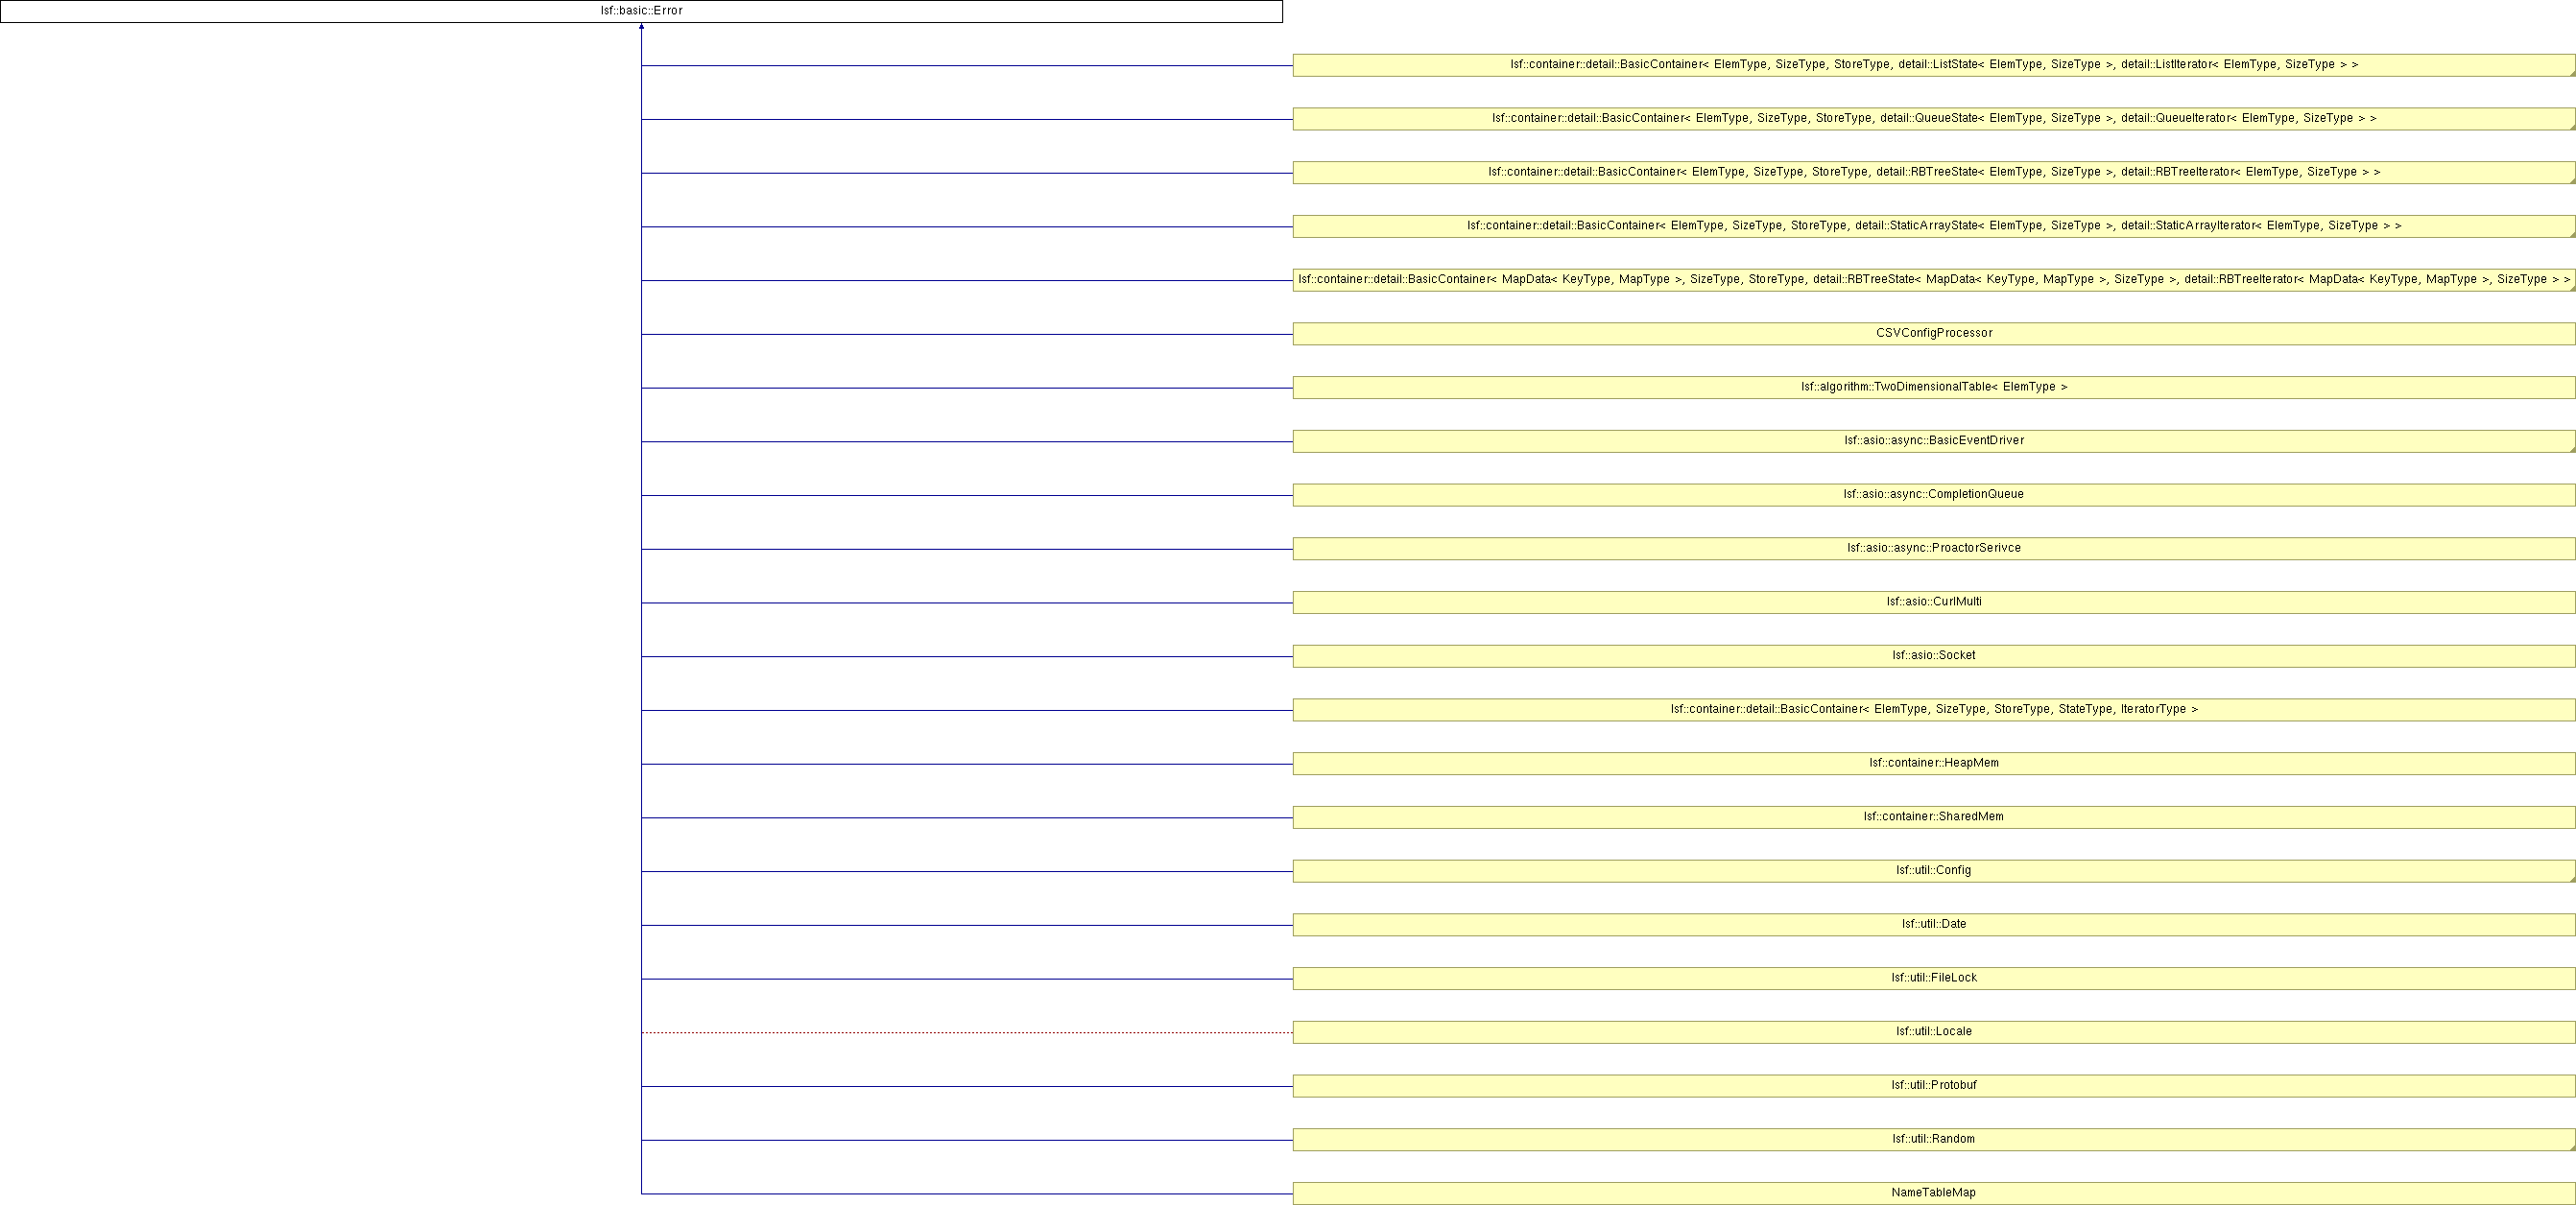 lsf::basic::Error
lsf::container::detail::BasicContainer< ElemType, SizeType, StoreType, detail::ListState< ElemType, SizeType >, detail::ListIterator< ElemType, SizeType > >
lsf::container::detail::BasicContainer< ElemType, SizeType, StoreType, detail::QueueState< ElemType, SizeType >, detail::QueueIterator< ElemType, SizeType > >
lsf::container::detail::BasicContainer< ElemType, SizeType, StoreType, detail::RBTreeState< ElemType, SizeType >, detail::RBTreeIterator< ElemType, SizeType > >
lsf::container::detail::BasicContainer< ElemType, SizeType, StoreType, detail::StaticArrayState< ElemType, SizeType >, detail::StaticArrayIterator< ElemType, SizeType > >
lsf::container::detail::BasicContainer< MapData< KeyType, MapType >, SizeType, StoreType, detail::RBTreeState< MapData< KeyType, MapType >, SizeType >, detail::RBTreeIterator< MapData< KeyType, MapType >, SizeType > >
CSVConfigProcessor
lsf::algorithm::TwoDimensionalTable< ElemType >
lsf::asio::async::BasicEventDriver
lsf::asio::async::CompletionQueue
lsf::asio::async::ProactorSerivce
lsf::asio::CurlMulti
lsf::asio::Socket
lsf::container::detail::BasicContainer< ElemType, SizeType, StoreType, StateType, IteratorType >
lsf::container::HeapMem
lsf::container::SharedMem
lsf::util::Config
lsf::util::Date
lsf::util::FileLock
lsf::util::Locale
lsf::util::Protobuf
lsf::util::Random
NameTableMap